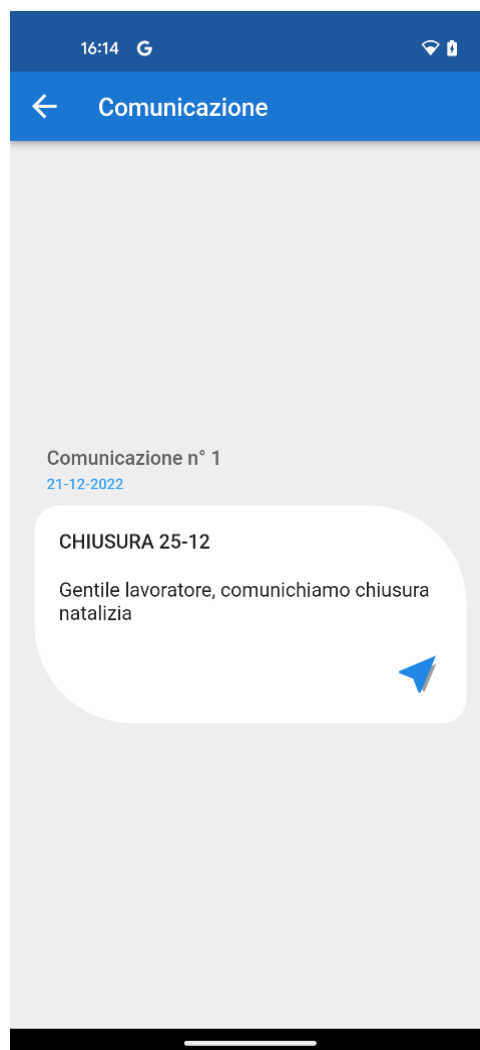 16:14 G
Comunicazione
Comunicazione n° 1
21-12-2022
CHIUSURA 25-12
Gentile lavoratore, comunichiamo chiusura
natalizia